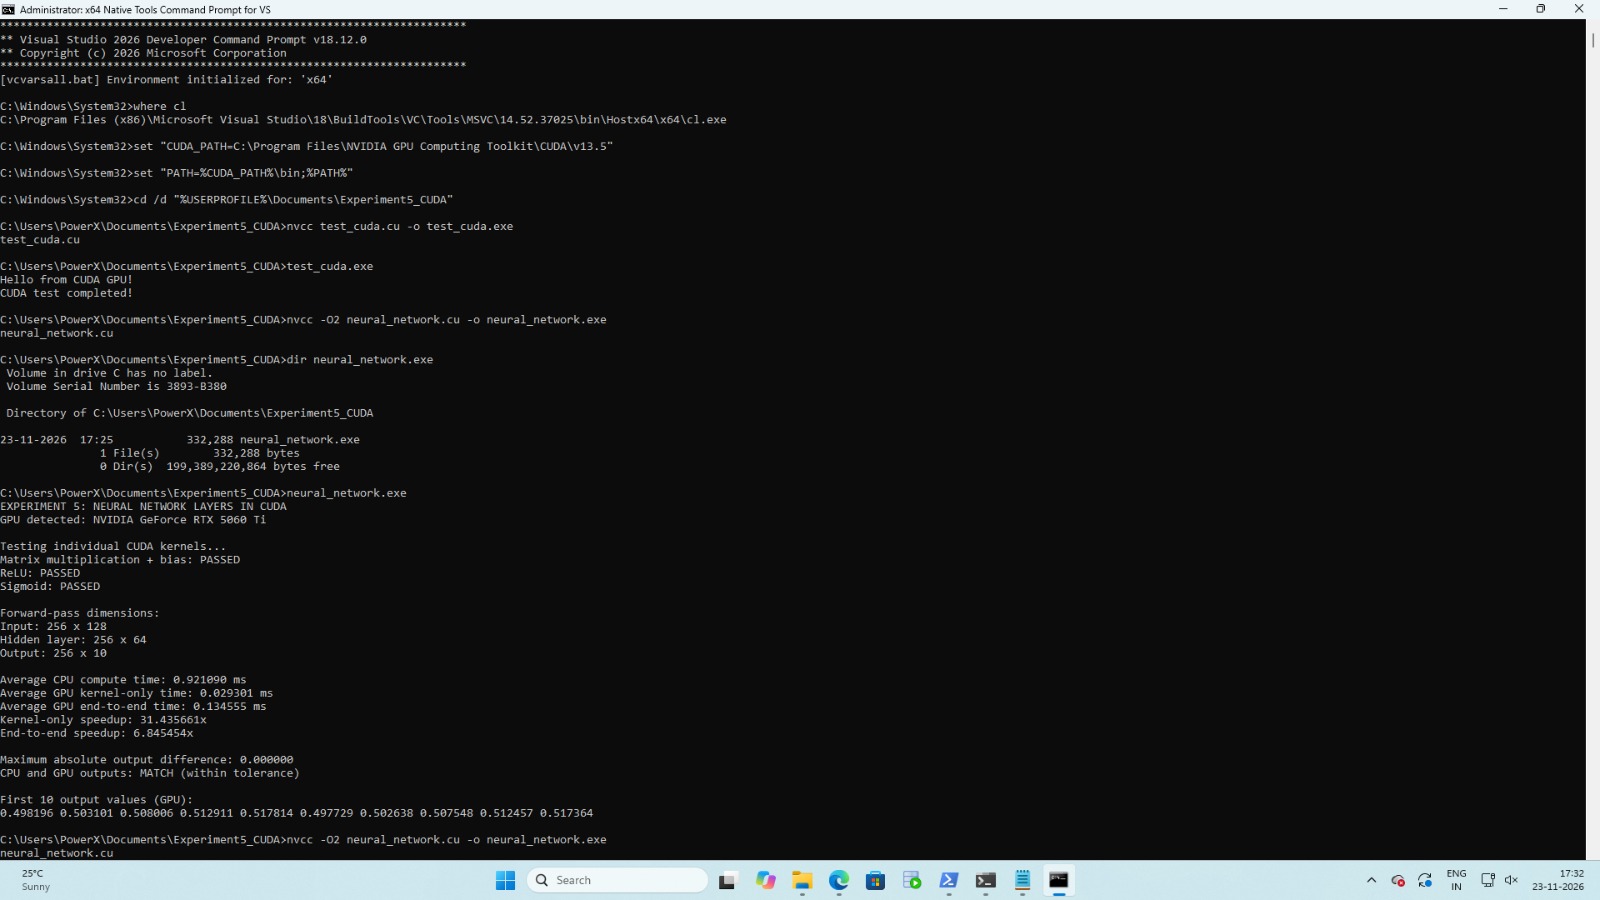 Administrator: x64 Native Tools Command Prompt for VS
**********************************************************************
** Visual Studio 2026 Developer Command Prompt v18.12.0
** Copyright (c) 2026 Microsoft Corporation
**********************************************************************
[vcvarsall.bat] Environment initialized for: 'x64'
C:\Windows\System32>where cl
C:\Program Files (x86)\Microsoft Visual Studio\18\BuildTools\VC\Tools\MSVC\14.52.37025\bin\Hostx64\x64\cl.exe
C:\Windows\System32>set "CUDA_PATH=C:\Program Files\NVIDIA GPU Computing Toolkit\CUDA\v13.5"
C:\Windows\System32>set "PATH=%CUDA_PATH%\bin;%PATH%"
C:\Windows\System32>cd /d "%USERPROFILE%\Documents\Experiment5_CUDA"
C:\Users\PowerX\Documents\Experiment5_CUDA>nvcc test_cuda.cu -o test_cuda.exe
test_cuda.cu
C:\Users\PowerX\Documents\Experiment5_CUDA>test_cuda.exe
Hello from CUDA GPU!
CUDA test completed!
C:\Users\PowerX\Documents\Experiment5_CUDA>nvcc -O2 neural_network.cu -o neural_network.exe
neural_network.cu
C:\Users\PowerX\Documents\Experiment5_CUDA>dir neural_network.exe
Volume in drive C has no label.
Volume Serial Number is 3893-B380
Directory of C:\Users\PowerX\Documents\Experiment5_CUDA
23-11-2026  17:25           332,288 neural_network.exe
1 File(s)        332,288 bytes
0 Dir(s)  199,389,220,864 bytes free
C:\Users\PowerX\Documents\Experiment5_CUDA>neural_network.exe
EXPERIMENT 5: NEURAL NETWORK LAYERS IN CUDA
GPU detected: NVIDIA GeForce RTX 5060 Ti
Testing individual CUDA kernels...
Matrix multiplication + bias: PASSED
ReLU: PASSED
Sigmoid: PASSED
Forward-pass dimensions:
Input: 256 x 128
Hidden layer: 256 x 64
Output: 256 x 10
Average CPU compute time: 0.921090 ms
Average GPU kernel-only time: 0.029301 ms
Average GPU end-to-end time: 0.134555 ms
Kernel-only speedup: 31.435661x
End-to-end speedup: 6.845454x
Maximum absolute output difference: 0.000000
CPU and GPU outputs: MATCH (within tolerance)
First 10 output values (GPU):
0.498196 0.503101 0.508006 0.512911 0.517814 0.497729 0.502638 0.507548 0.512457 0.517364
C:\Users\PowerX\Documents\Experiment5_CUDA>nvcc -O2 neural_network.cu -o neural_network.exe
neural_network.cu
25°C
Sunny
Search
ENG
IN
17:32
23-11-2026